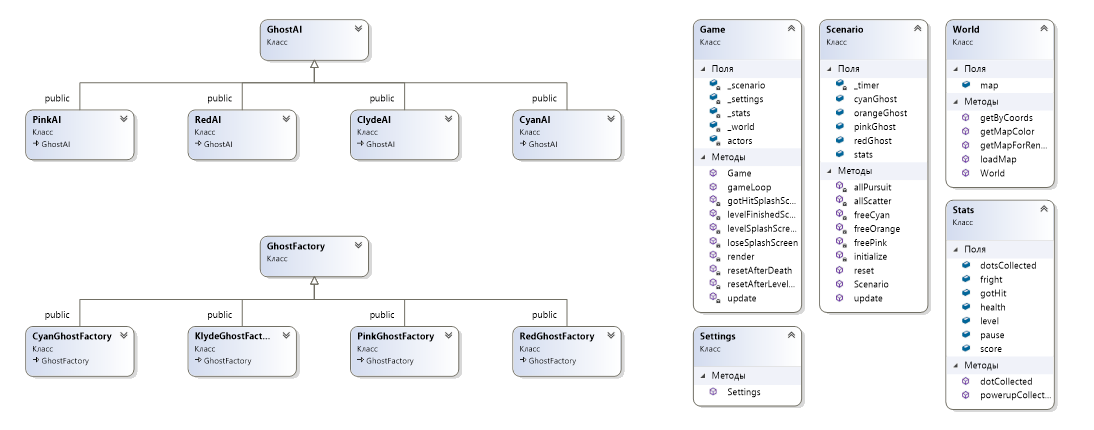 GhostAI
Класс
public
public
public
public
PinkAI
Класс
GhostAI
RedAI
Класс
GhostAI
ClydeAI
Класс
GhostAI
CyanAI
Класс
GhostAI
GhostFactory
Класс
public
public
public
public
CyanGhostFactory
Класс
GhostFactory
KlydeGhostFact...
Класс
GhostFactory
PinkGhostFactory
Класс
GhostFactory
RedGhostFactory
Класс
GhostFactory
Game
Класс
Поля
_scenario
_settings
_stats
_world
actors
Методы
Game
gameLoop
gotHitSplashSc...
levelFinishedSc...
levelSplashScre...
loseSplashScreen
render
resetAfterDeath
resetAfterLevel...
update
Settings
Класс
Методы
Settings
Scenario
Класс
Поля
_timer
cyanGhost
orangeGhost
pinkGhost
redGhost
stats
Методы
allPursuit
allScatter
freeCyan
freeOrange
freePink
initialize
reset
Scenario
update
World
Класс
Поля
map
Методы
getByCoords
getMapColor
getMapForRen...
loadMap
World
Stats
Класс
Поля
dotsCollected
fright
gotHit
health
level
pause
score
Методы
dotCollected
powerupCollect...